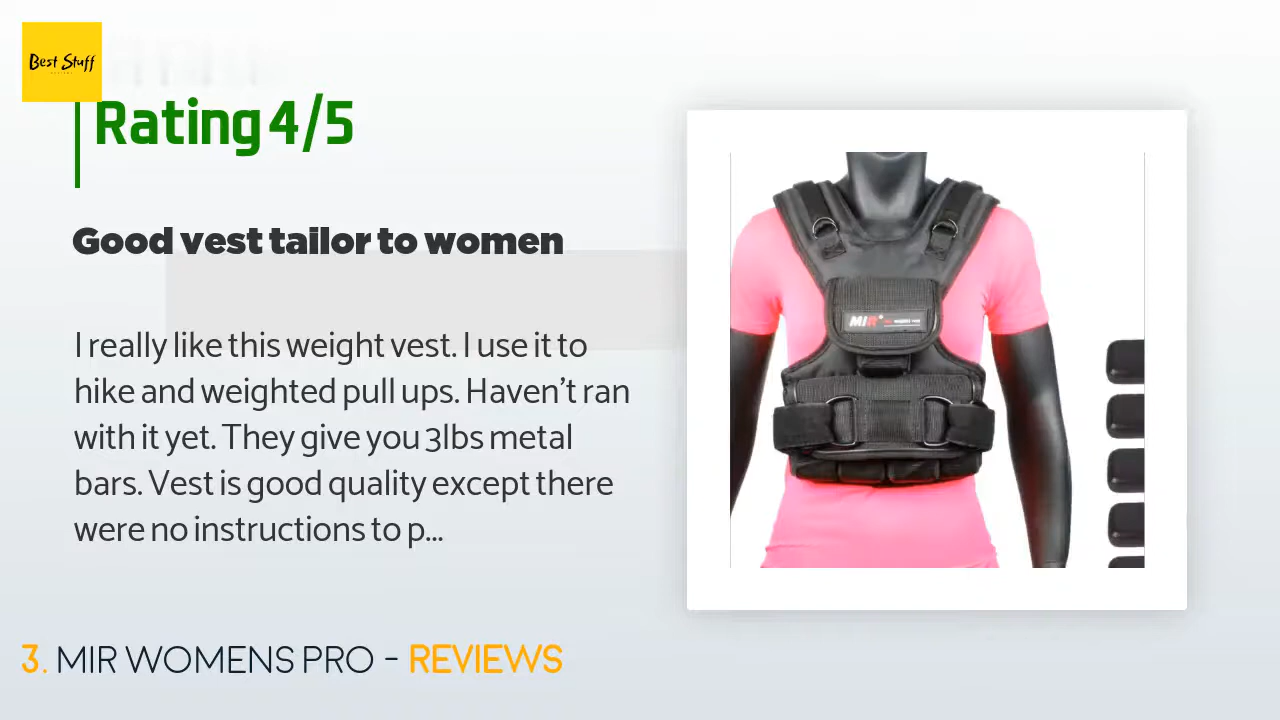 Best Stuff
Rating 4/5
Good vest tailor to women
I really like this weight vest. I use it to
hike and weighted pull ups. Haven't ran
with it yet. They give you 3lbs metal
bars. Vest is good quality except there
were no instructions to p...
MIR
3. MIR WOMENS PRO - REVIEWS